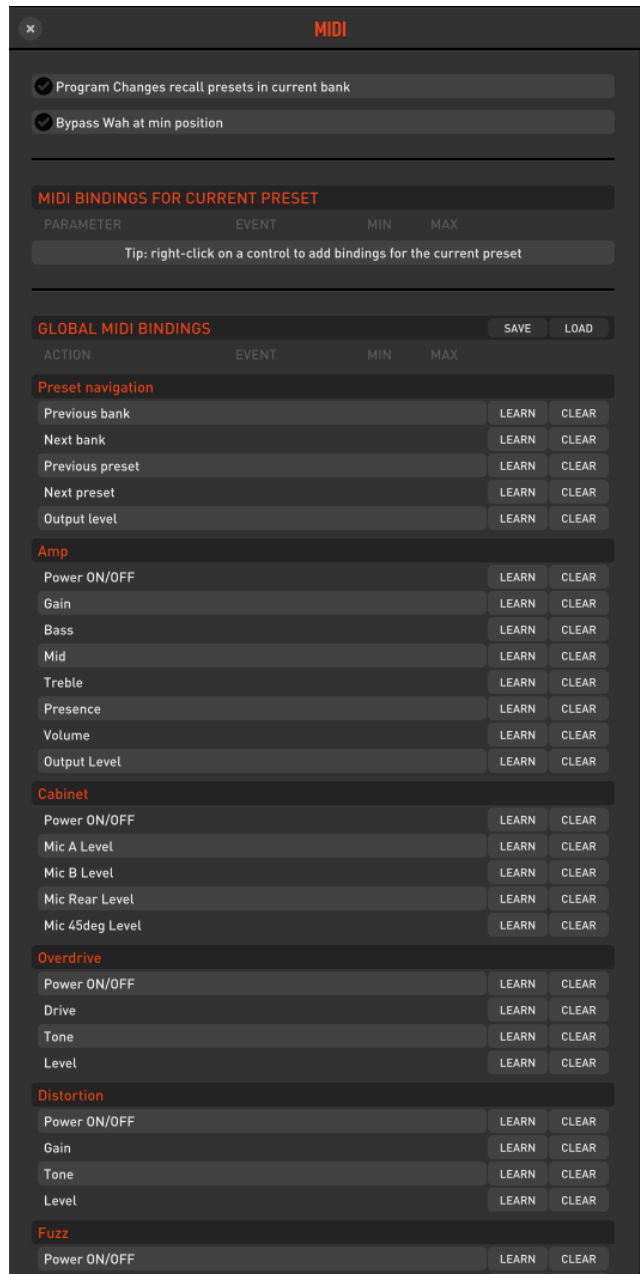 MIDI
Program Changes recall presets in current bank
Bypass Wah at min position
MIDI BINDINGS FOR CURRENT PRESET
PARAMETER EVENT MIN MAX
Tip: right-click on a control to add bindings for the current preset
GLOBAL MIDI BINDINGS SAVE LOAD
ACTION EVENT MIN MAX
Preset navigation
Previous bank LEARN CLEAR
Next bank LEARN CLEAR
Previous preset LEARN CLEAR
Next preset LEARN CLEAR
Output level LEARN CLEAR
Amp
Power ON/OFF LEARN CLEAR
Gain LEARN CLEAR
Bass LEARN CLEAR
Mid LEARN CLEAR
Treble LEARN CLEAR
Presence LEARN CLEAR
Volume LEARN CLEAR
Output Level LEARN CLEAR
Cabinet
Power ON/OFF LEARN CLEAR
Mic A Level LEARN CLEAR
Mic B Level LEARN CLEAR
Mic Rear Level LEARN CLEAR
Mic 45deg Level LEARN CLEAR
Overdrive
Power ON/OFF LEARN CLEAR
Drive LEARN CLEAR
Tone LEARN CLEAR
Level LEARN CLEAR
Distortion
Power ON/OFF LEARN CLEAR
Gain LEARN CLEAR
Tone LEARN CLEAR
Level LEARN CLEAR
Fuzz
Power ON/OFF LEARN CLEAR